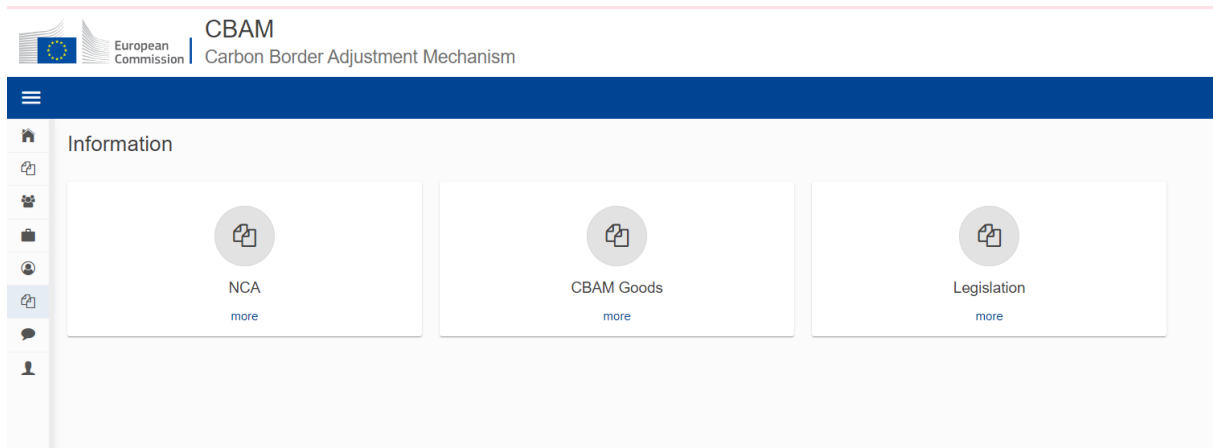 CBAM
European
Commission
Carbon Border Adjustment Mechanism
Information
NCA
more
CBAM Goods
more
Legislation
more